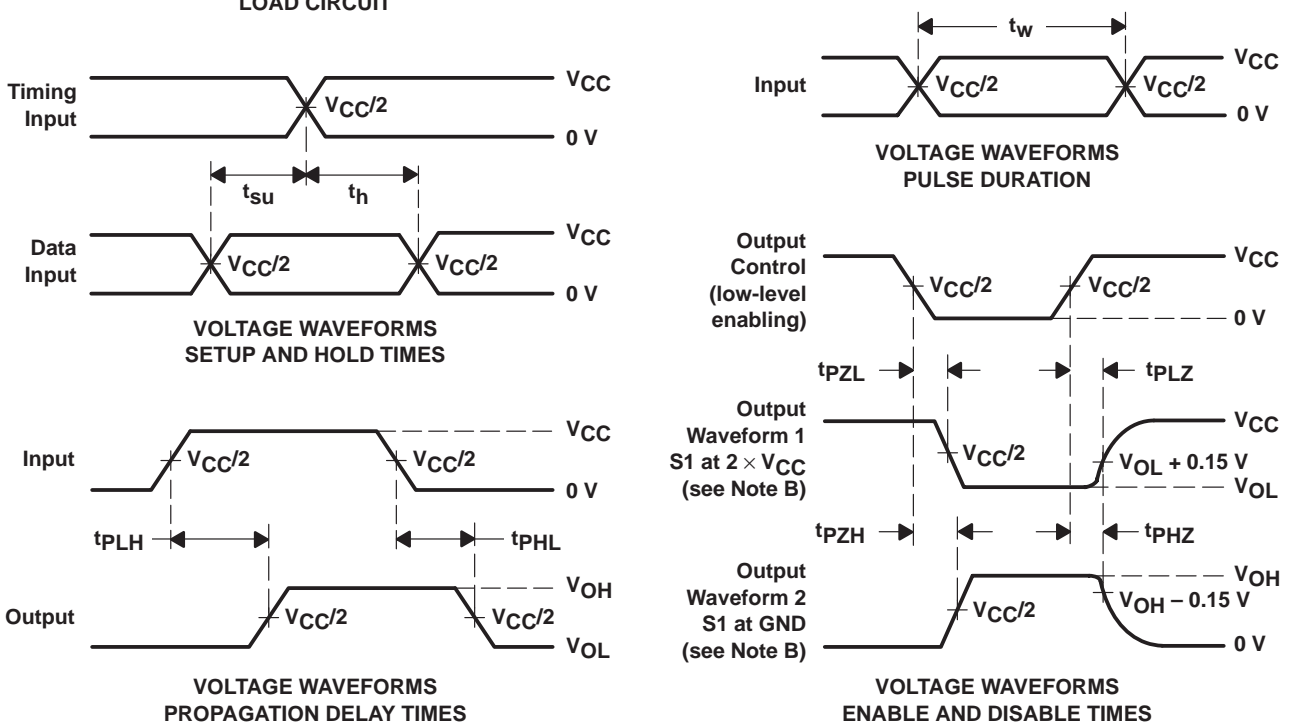 LOAD CIRCUIT
Timing
Input
VCC
VCC/2
0 V
tsu
th
Data
Input
VCC
VCC/2
VCC/2
0 V
VOLTAGE WAVEFORMS
SETUP AND HOLD TIMES
Input
VCC
VCC/2
VCC/2
0 V
tPLH
tPHL
Output
VOH
VCC/2
VCC/2
VOL
VOLTAGE WAVEFORMS
PROPAGATION DELAY TIMES
tw
Input
VCC
VCC/2
VCC/2
0 V
VOLTAGE WAVEFORMS
PULSE DURATION
Output
Control
(low-level
enabling)
VCC
VCC/2
VCC/2
0 V
tPZL
tPLZ
Output
Waveform 1
S1 at 2 × VCC
(see Note B)
VCC
VCC/2
VOL + 0.15 V
VOL
tPZH
tPHZ
Output
Waveform 2
S1 at GND
(see Note B)
VOH
VCC/2
VOH – 0.15 V
0 V
VOLTAGE WAVEFORMS
ENABLE AND DISABLE TIMES